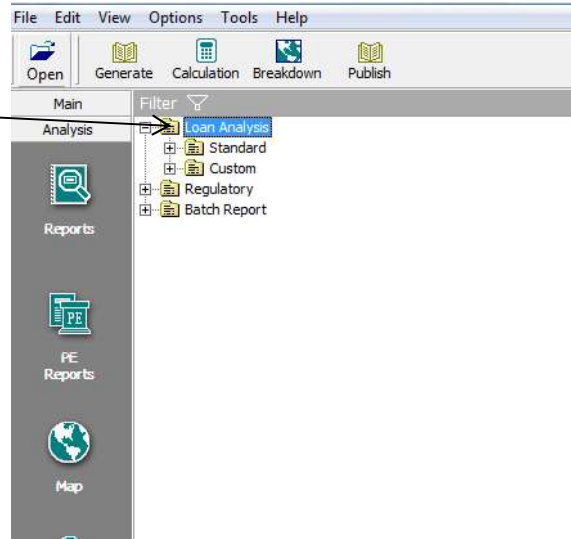 File Edit View Options Tools Help
Open Generate Calculation Breakdown Publish
Main
Filter
Analysis
Loan Analysis
Standard
Custom
Regulatory
Batch Report
Reports
PE
PE
Reports
Map